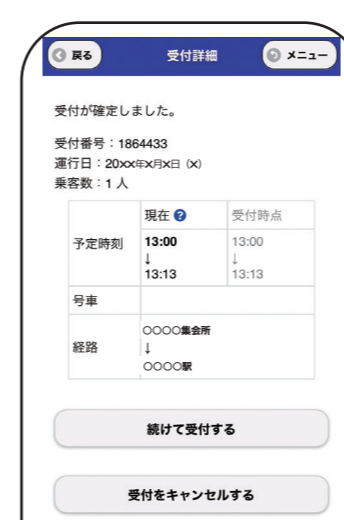 戻る 受付詳細 メニュー
受付が確定しました。
受付番号：1864433
運行日：20xx年x月x日（x）
乗客数：1 人
現在 ? 受付時点
予定時刻 13:00 13:00
↓ ↓
13:13 13:13
号車
○○○○集会所
経路 ↓
○○○○駅
続けて受付する
受付をキャンセルする